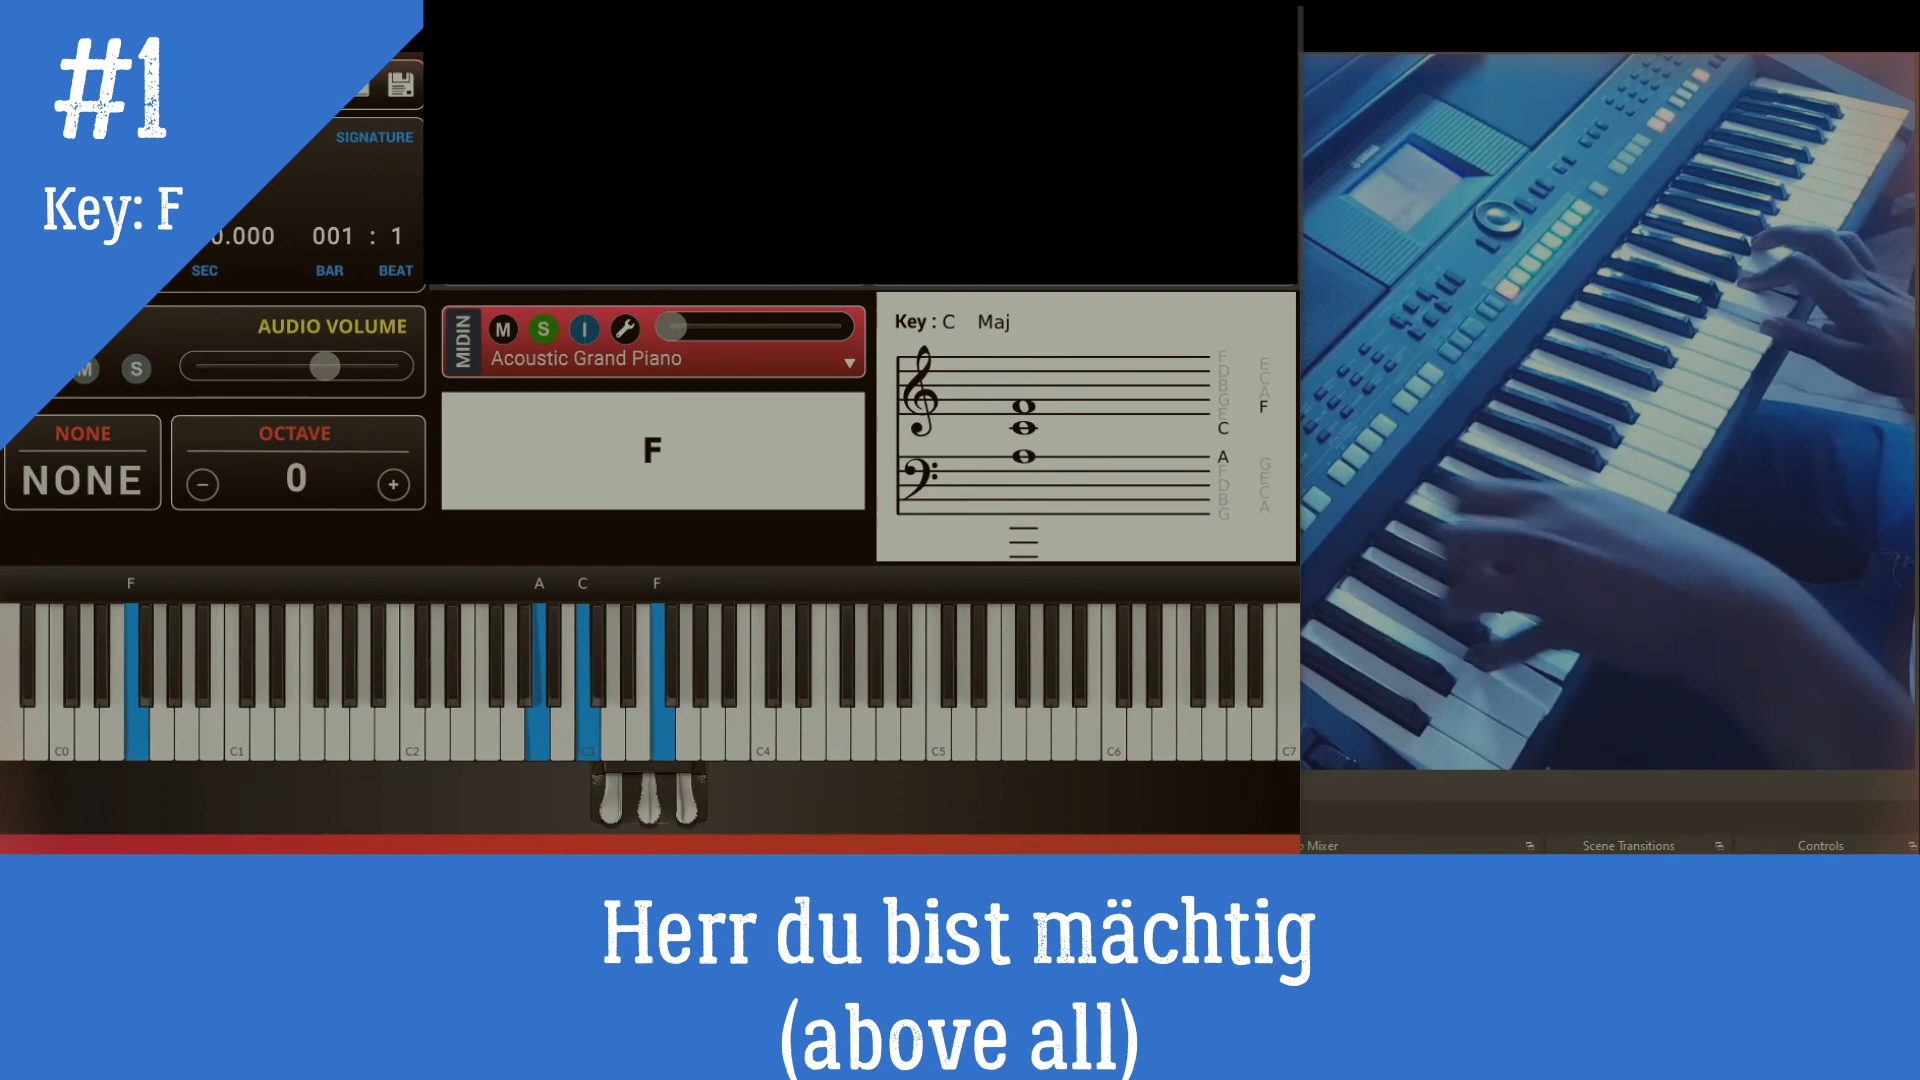 #1
Key: F
SIGNATURE
0.000 001 : 1
SEC BAR BEAT
AUDIO VOLUME
M S
NONE
NONE
OCTAVE
− 0 +
MIDIN
M S I
Acoustic Grand Piano
F
Key : C Maj
F
D
B
G
E
C
A
F
D
B
G
E
C
A
F
G
E
C
A
F A C F
C0 C1 C2 C3 C4 C5 C6 C7
Mixer Scene Transitions Controls
Herr du bist mächtig
(above all)